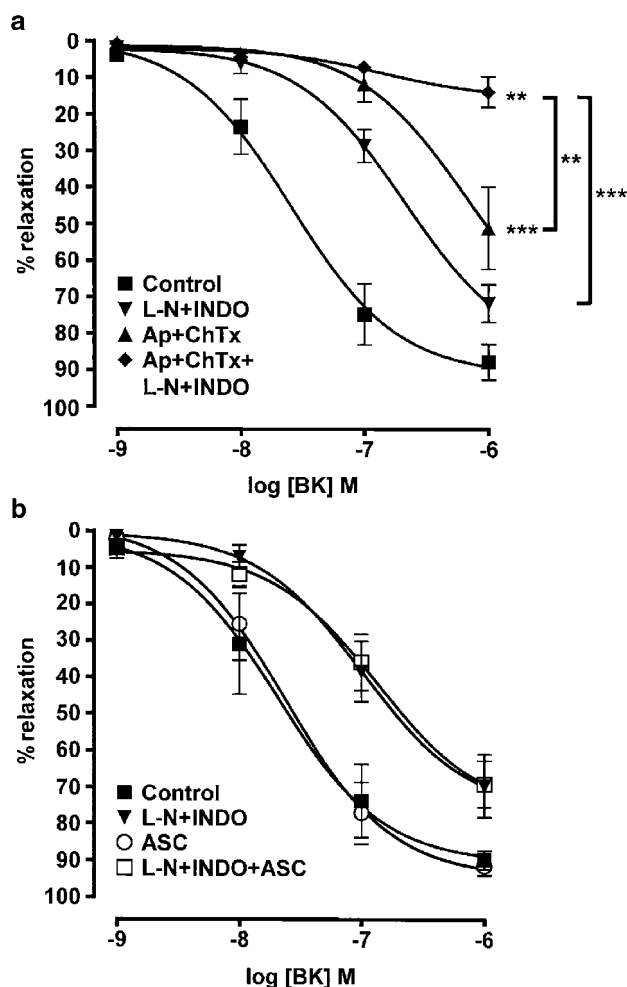 a
0
10
20
30
40
50
60
70
80
90
100
% relaxation
**
**
***
***
Control
L-N+INDO
Ap+ChTx
Ap+ChTx+
L-N+INDO
-9
-8
-7
-6
log [BK] M
b
0
10
20
30
40
50
60
70
80
90
100
% relaxation
Control
L-N+INDO
ASC
L-N+INDO+ASC
-9
-8
-7
-6
log [BK] M